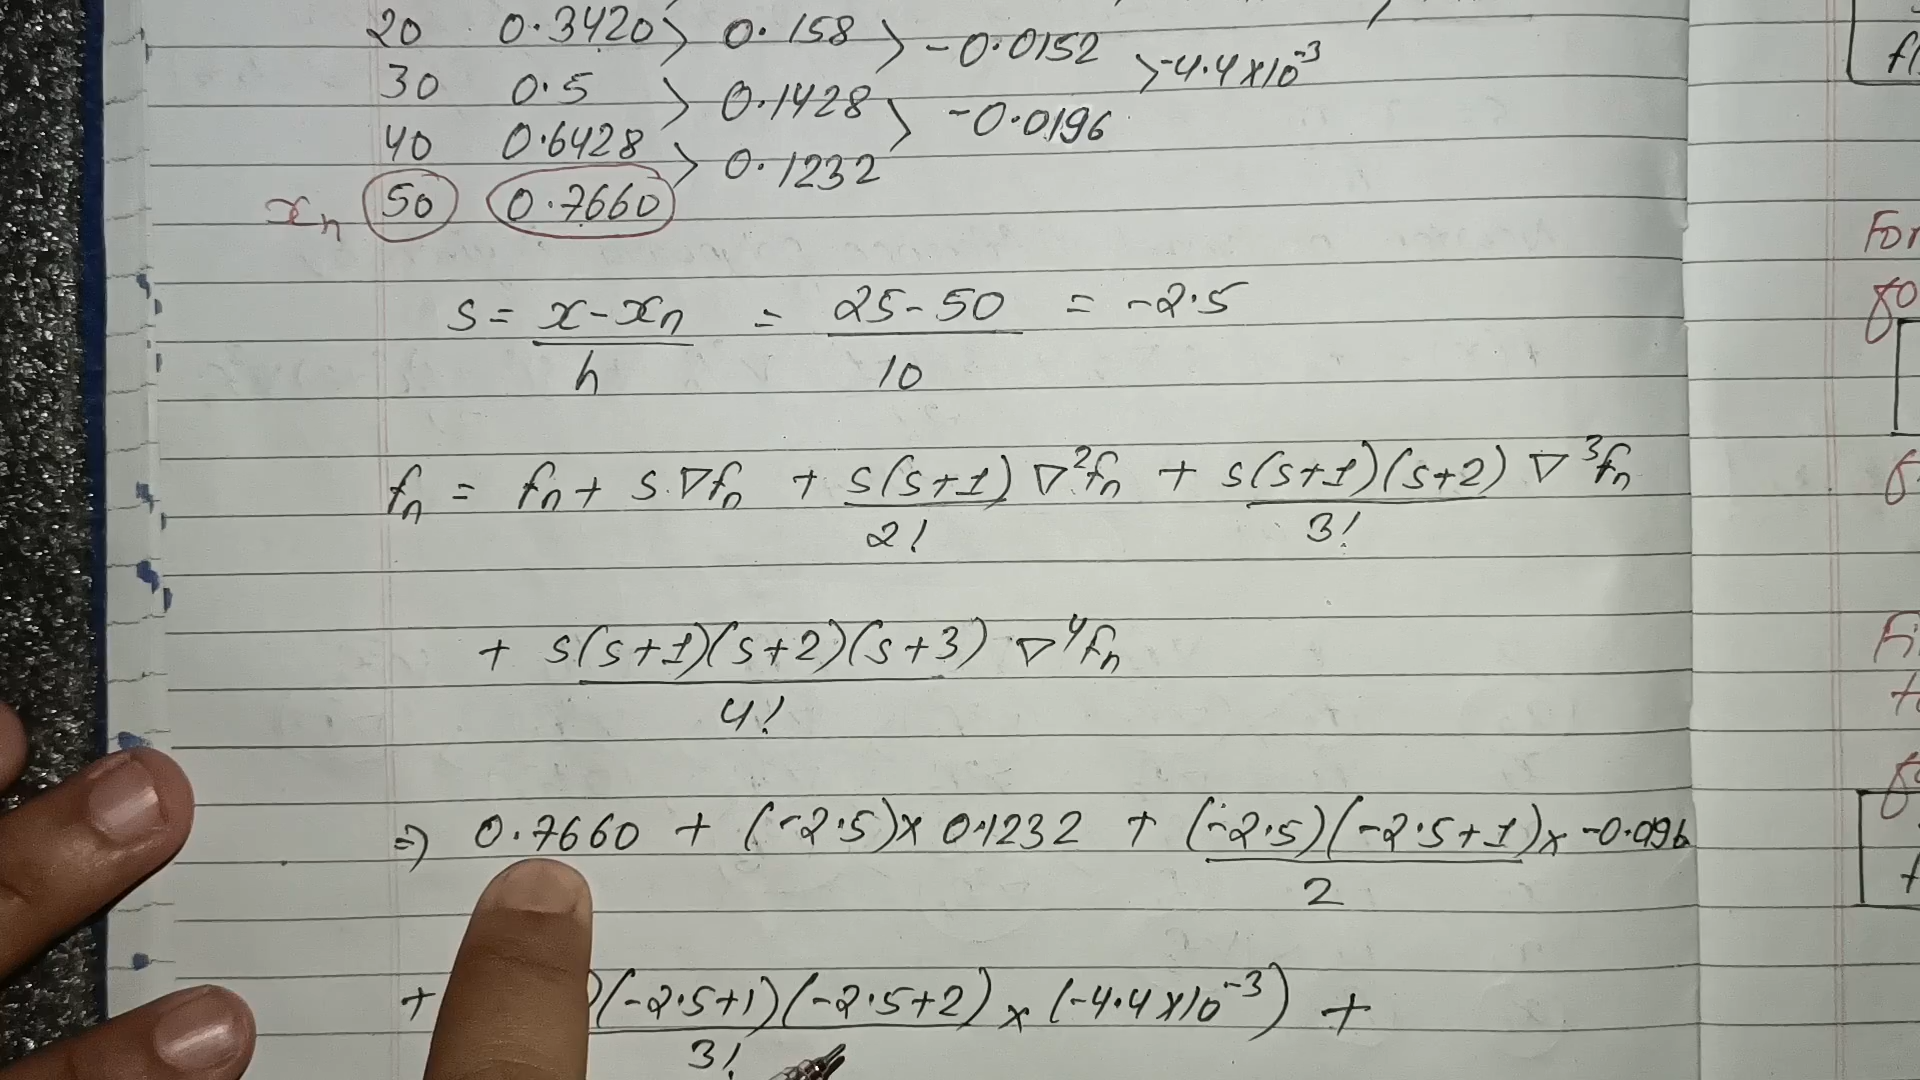 20 0.3420 > 0.158 > -0.0152 > -4.4×10⁻³
30 0.5 > 0.1428 > -0.0196
40 0.6428 > 0.1232
xₙ 50 0.7660
s = x-xₙ / h = 25-50 / 10 = -2.5
fₙ = fₙ + s.∇fₙ + s(s+1) / 2! ∇²fₙ + s(s+1)(s+2) / 3! ∇³fₙ
+ s(s+1)(s+2)(s+3) / 4! ∇⁴fₙ
⇒ 0.7660 + (-2.5)× 0.1232 + (-2.5)(-2.5+1) / 2 × -0.096
+ )(-2.5+1)(-2.5+2) / 3! × (-4.4×10⁻³) +
For
Fi